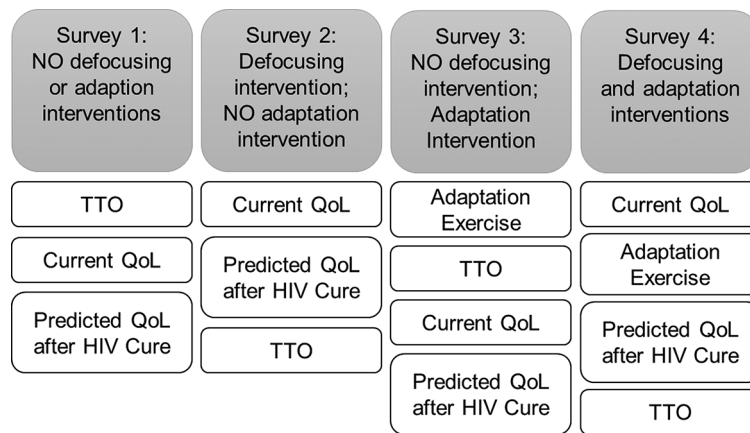 Survey 1:
NO defocusing
or adaption
interventions
TTO
Current QoL
Predicted QoL
after HIV Cure
Survey 2:
Defocusing
intervention;
NO adaptation
intervention
Current QoL
Predicted QoL
after HIV Cure
TTO
Survey 3:
NO defocusing
intervention;
Adaptation
Intervention
Adaptation
Exercise
TTO
Current QoL
Predicted QoL
after HIV Cure
Survey 4:
Defocusing
and adaptation
interventions
Current QoL
Adaptation
Exercise
Predicted QoL
after HIV Cure
TTO